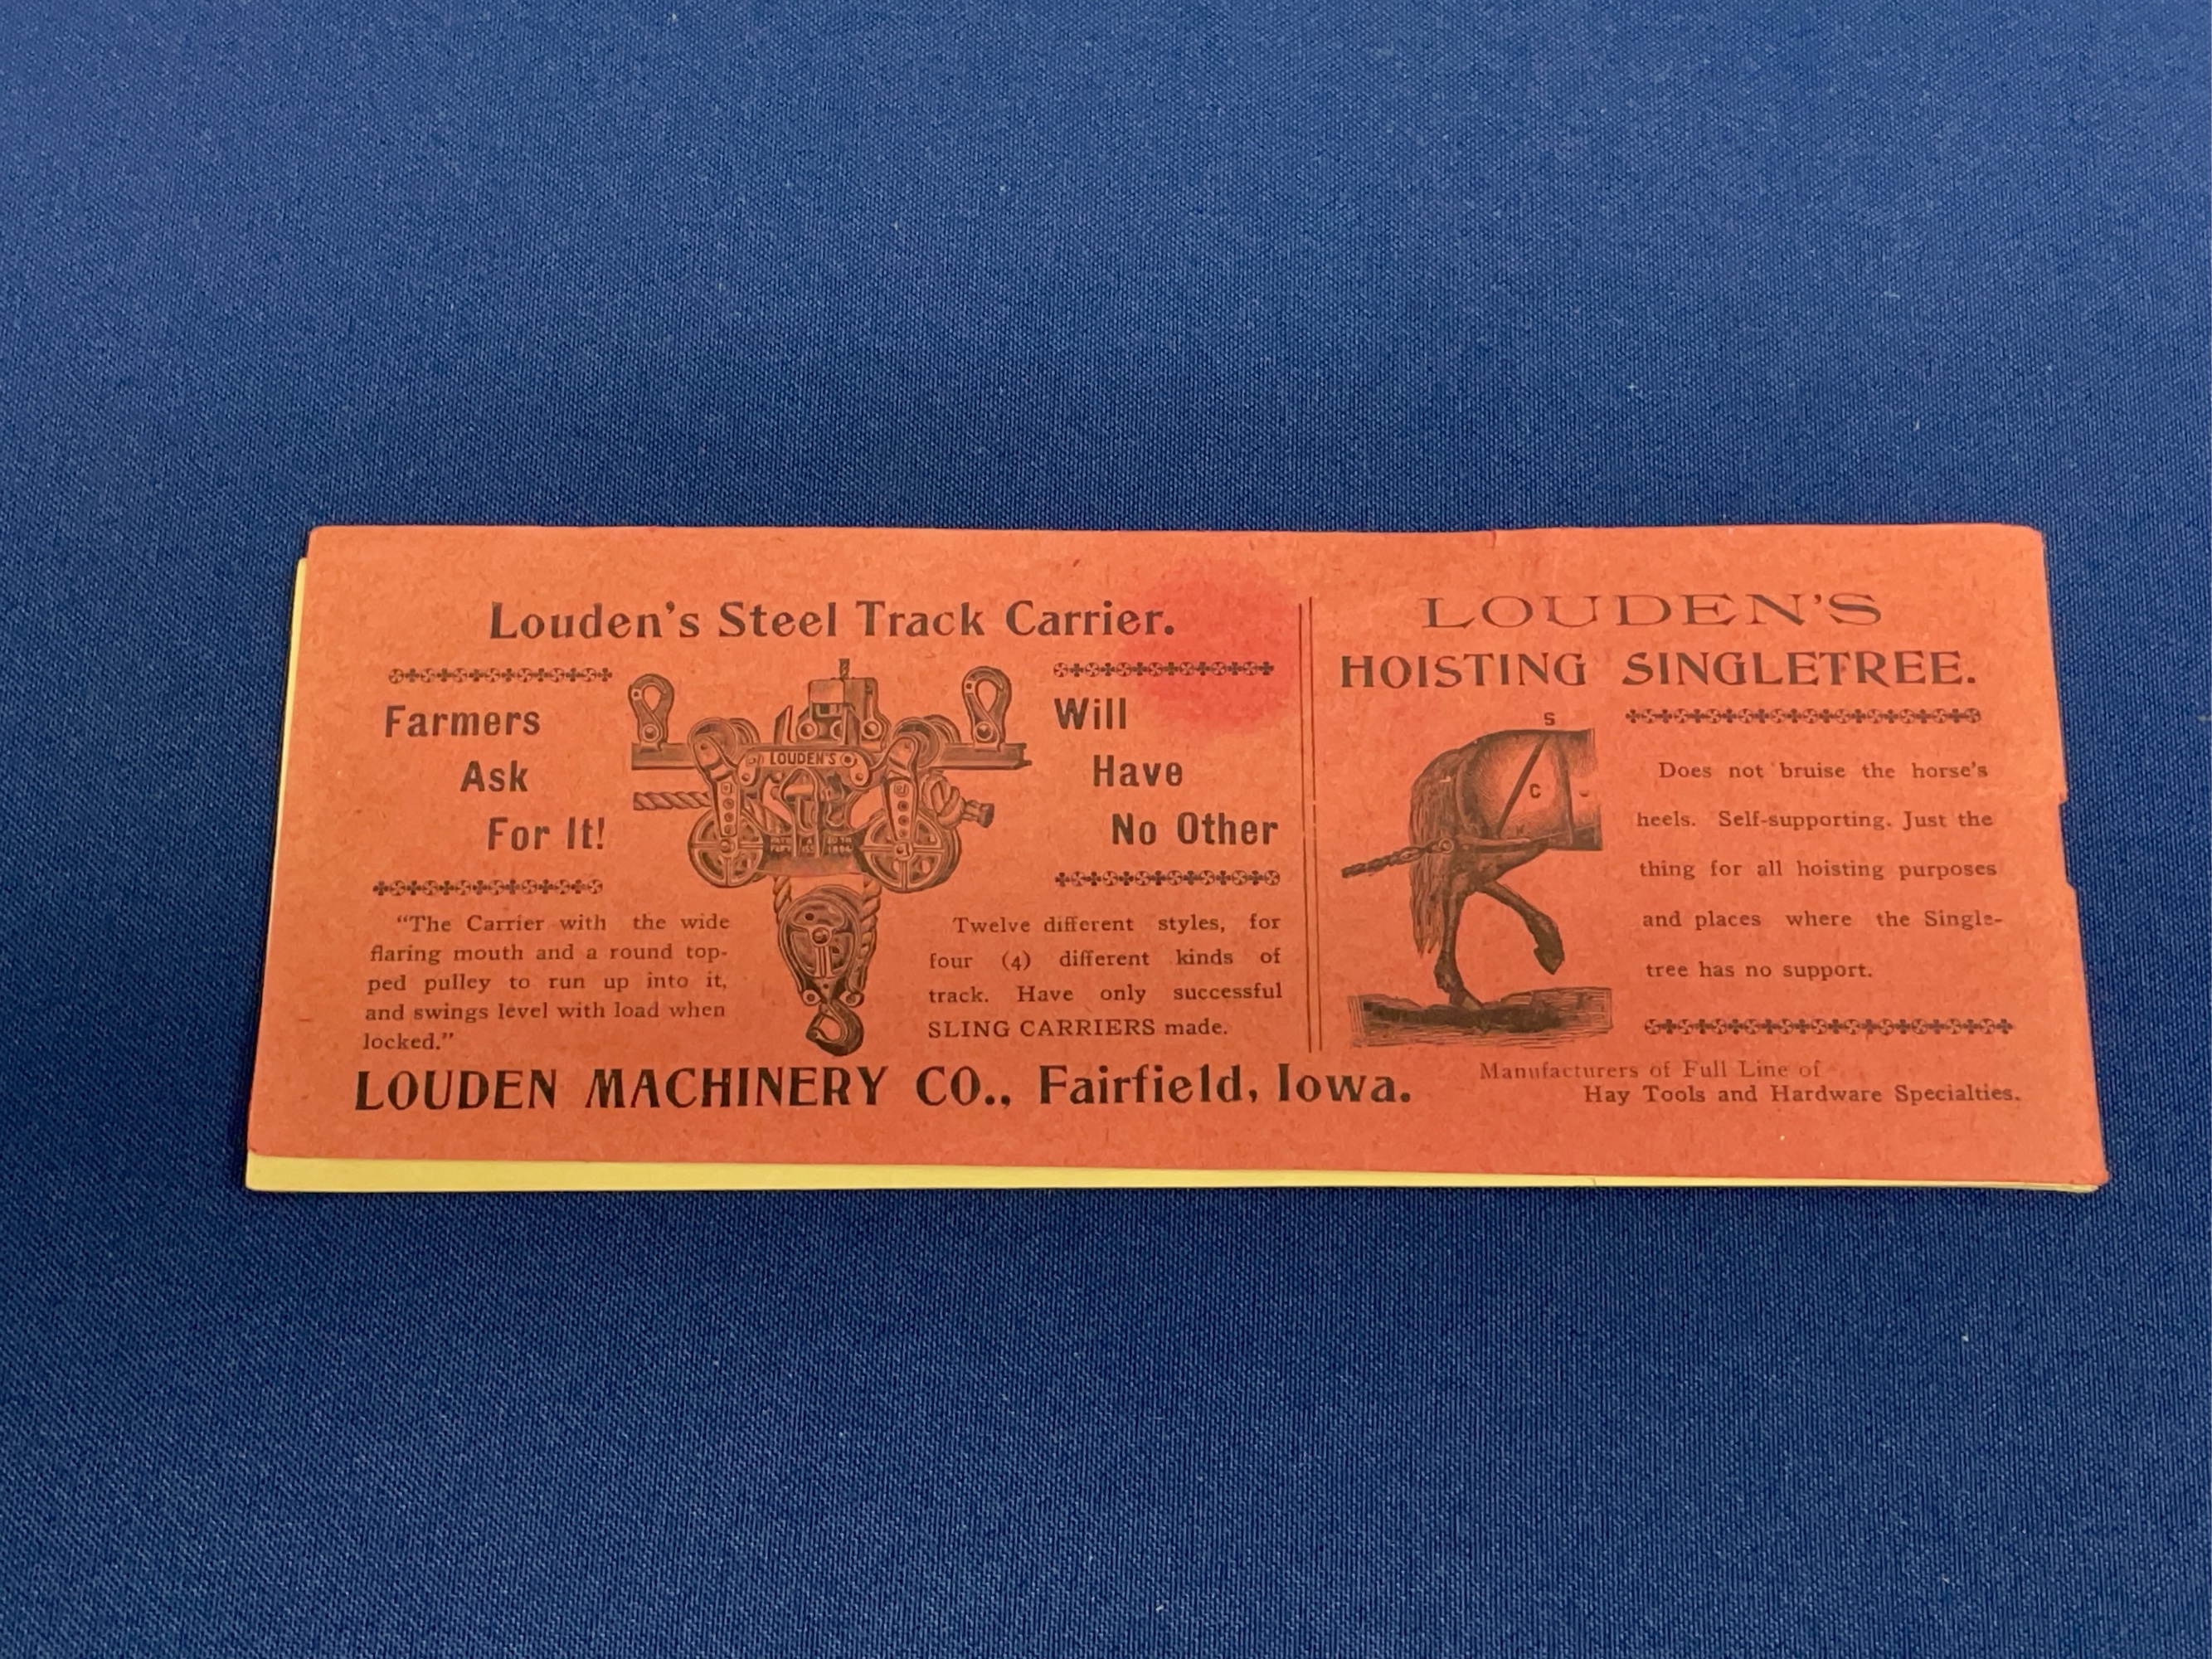 Louden's Steel Track Carrier.
Farmers
Ask
For It!
LOUDEN'S
Will
Have
No Other
"The Carrier with the wide
flaring mouth and a round top-
ped pulley to run up into it,
and swings level with load when
locked."
Twelve different styles, for
four (4) different kinds of
track. Have only successful
SLING CARRIERS made.
LOUDEN'S
HOISTING SINGLETREE.
S
C
Does not bruise the horse's
heels. Self-supporting. Just the
thing for all hoisting purposes
and places where the Single-
tree has no support.
LOUDEN MACHINERY CO., Fairfield, Iowa.
Manufacturers of Full Line of
Hay Tools and Hardware Specialties.